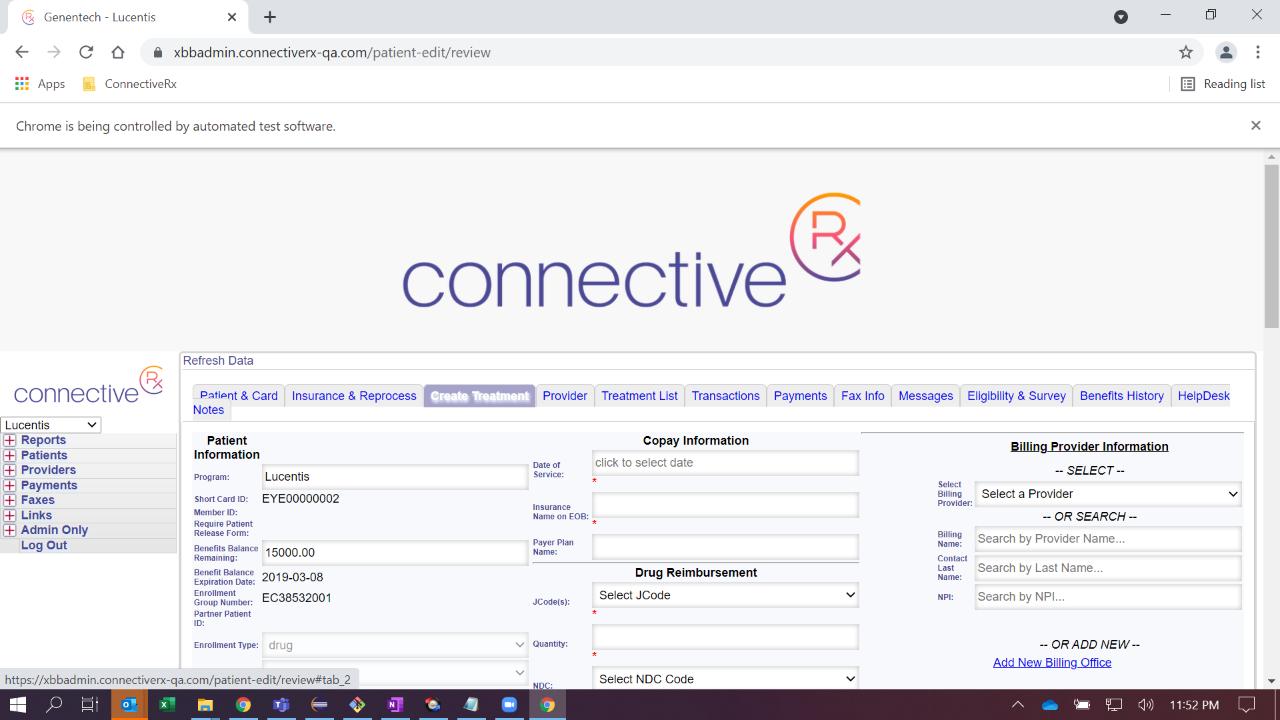 Genentech - Lucentis
xbbadmin.connectiverx-qa.com/patient-edit/review
Apps
ConnectiveRx
Reading list
Chrome is being controlled by automated test software.
connective Rx
Refresh Data
connective Rx
Patient & Card
Insurance & Reprocess
Create Treatment
Provider
Treatment List
Transactions
Payments
Fax Info
Messages
Eligibility & Survey
Benefits History
HelpDesk
Notes
Lucentis
Reports
Patients
Providers
Payments
Faxes
Links
Admin Only
Log Out
Patient
Information
Program:
Lucentis
Short Card ID:
EYE00000002
Member ID:
Require Patient
Release Form:
Benefits Balance
Remaining:
15000.00
Benefit Balance
Expiration Date:
2019-03-08
Enrollment
Group Number:
EC38532001
Partner Patient
ID:
Enrollment Type:
drug
Copay Information
Date of
Service:
click to select date
*
Insurance
Name on EOB:
*
Payer Plan
Name:
Drug Reimbursement
JCode(s):
Select JCode
*
Quantity:
*
NDC:
Select NDC Code
Billing Provider Information
-- SELECT --
Select
Billing
Provider:
Select a Provider
-- OR SEARCH --
Billing
Name:
Search by Provider Name...
Contact
Last
Name:
Search by Last Name...
NPI:
Search by NPI...
-- OR ADD NEW --
Add New Billing Office
https://xbbadmin.connectiverx-qa.com/patient-edit/review#tab_2
11:52 PM